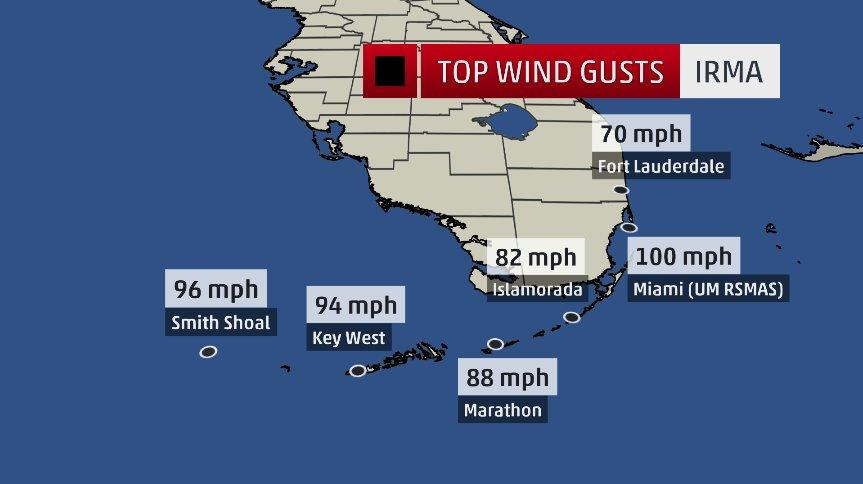 TOP WIND GUSTS IRMA
70 mph
Fort Lauderdale
82 mph
Islamorada
100 mph
Miami (UM RSMAS)
96 mph
Smith Shoal
94 mph
Key West
88 mph
Marathon